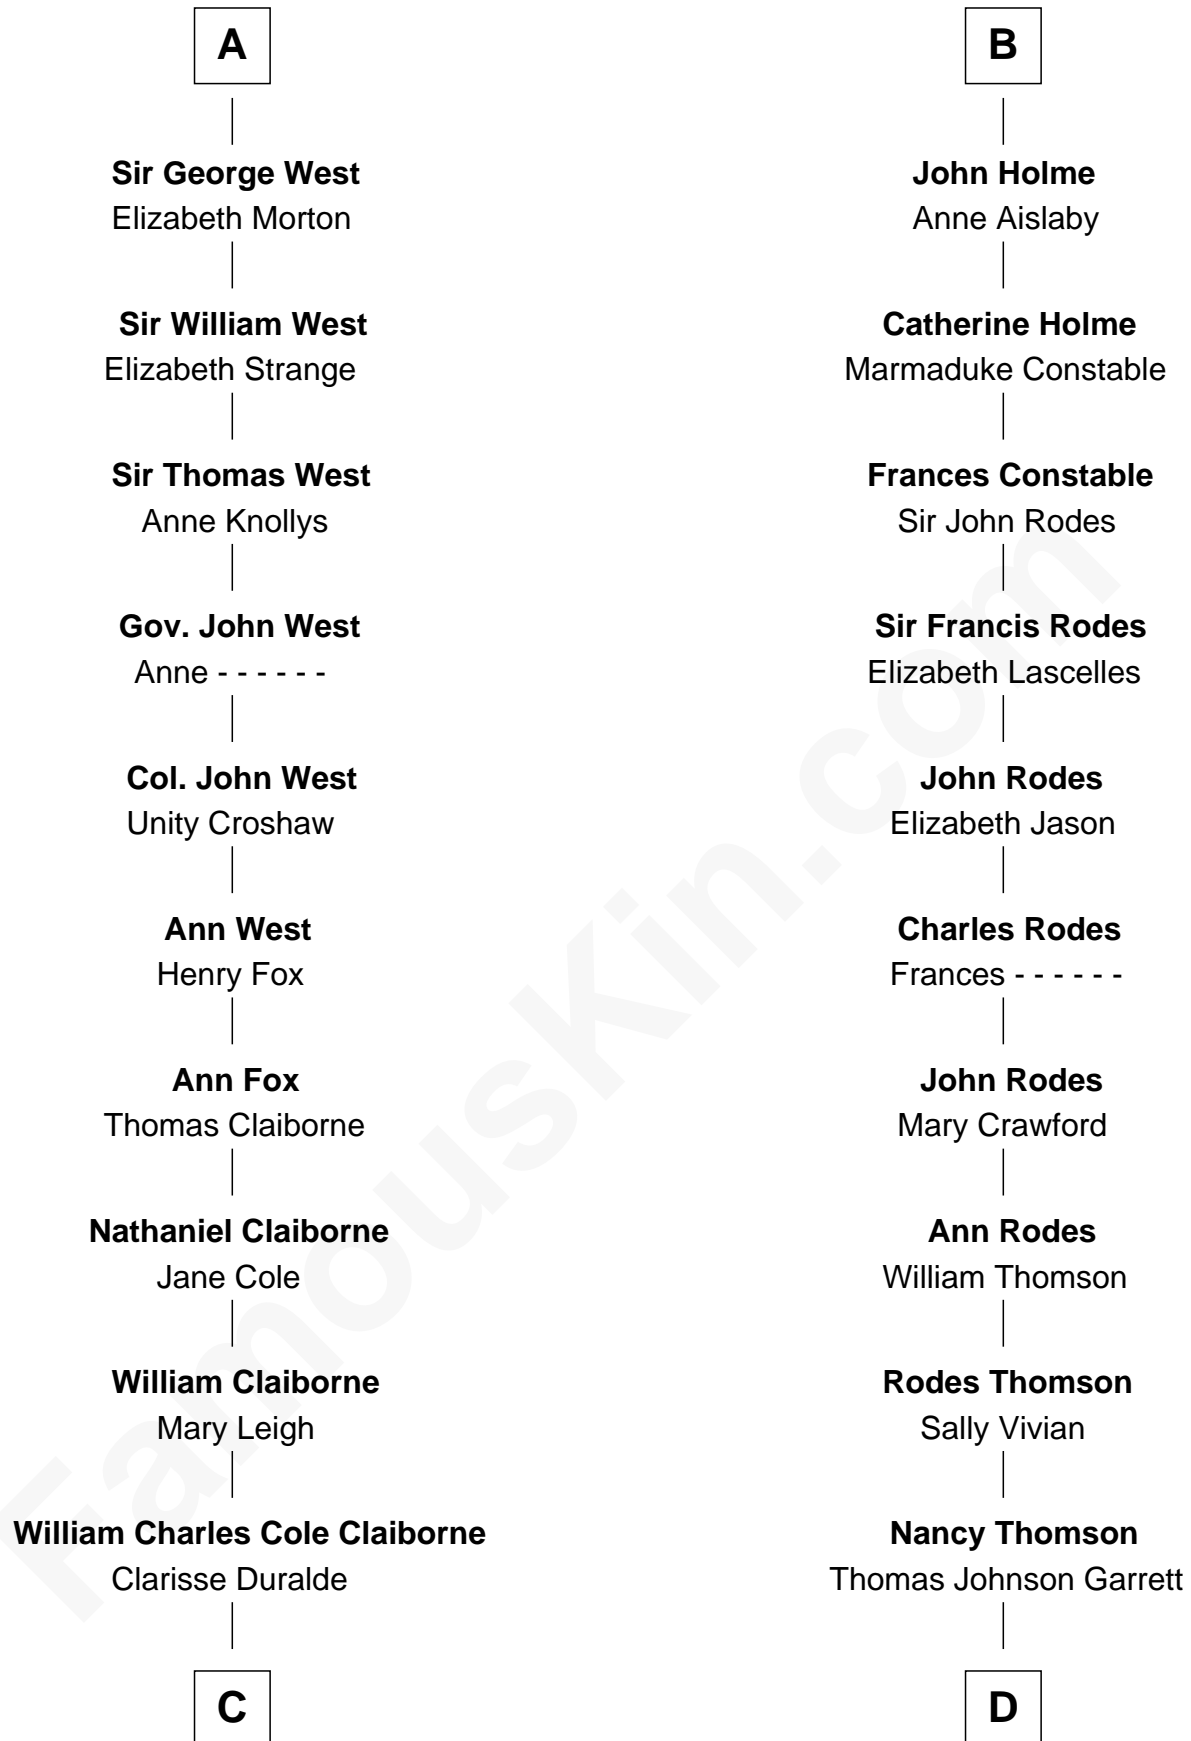 A
Sir George West
Elizabeth Morton
Sir William West
Elizabeth Strange
Sir Thomas West
Anne Knollys
Gov. John West
Anne - - - - - -
Col. John West
Unity Croshaw
Ann West
Henry Fox
Ann Fox
Thomas Claiborne
Nathaniel Claiborne
Jane Cole
William Claiborne
Mary Leigh
William Charles Cole Claiborne
Clarisse Duralde
C
B
John Holme
Anne Aislaby
Catherine Holme
Marmaduke Constable
Frances Constable
Sir John Rodes
Sir Francis Rodes
Elizabeth Lascelles
John Rodes
Elizabeth Jason
Charles Rodes
Frances - - - - - -
John Rodes
Mary Crawford
Ann Rodes
William Thomson
Rodes Thomson
Sally Vivian
Nancy Thomson
Thomas Johnson Garrett
D
FamousKin.com